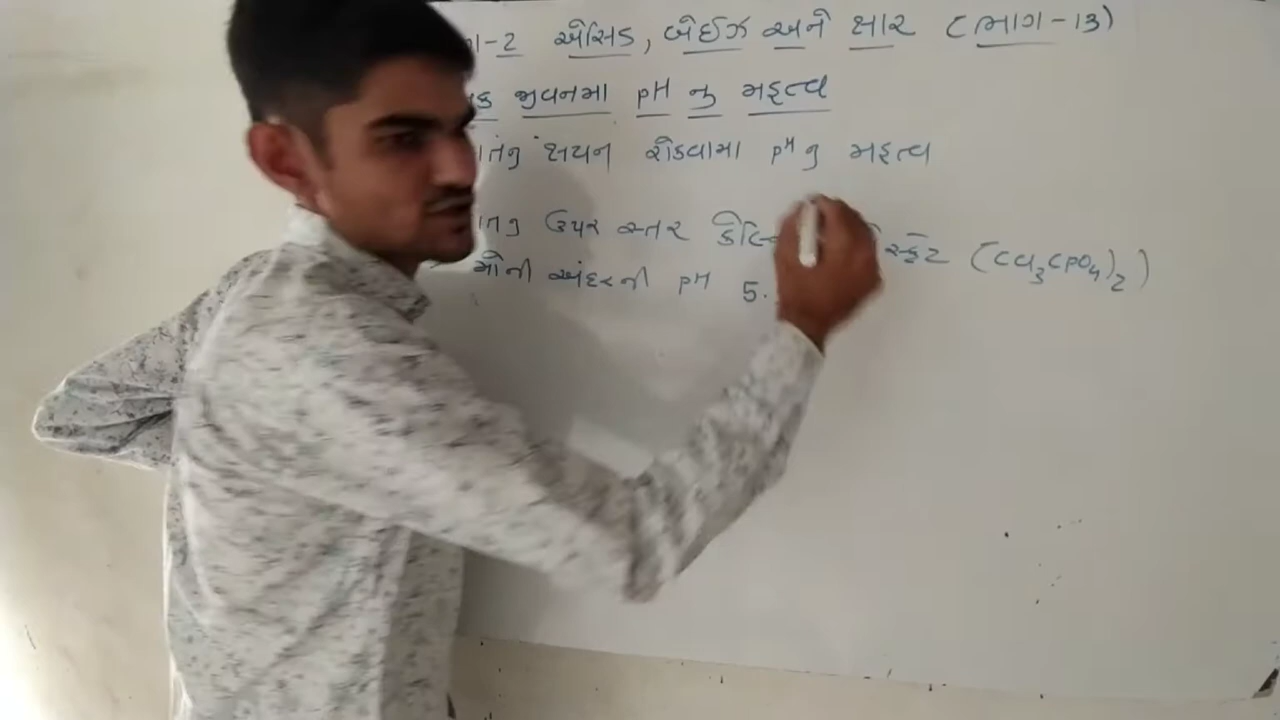 -2 એસિડ, બેઈઝ અને ક્ષાર (ભાગ-13)
જીવનમા pH નુ મહત્વ
ક્ષયન રોકવામા pH નુ મહત્વ
ઉપર સ્તર (Ca3(PO4)2)
અંદરની pH 5.